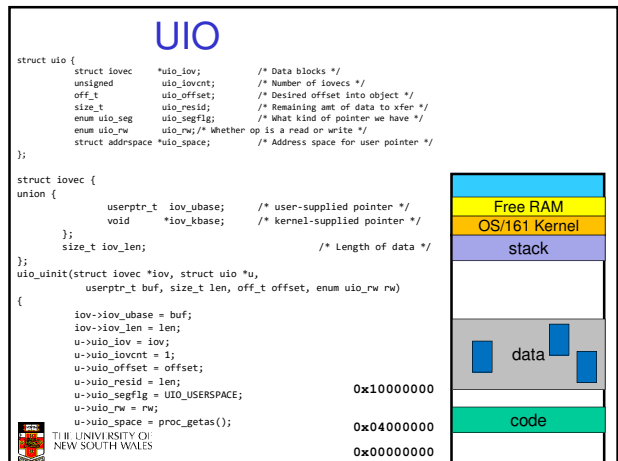 UIO
struct uio {
struct iovec *uio_iov; /* Data blocks */
unsigned uio_iovcnt; /* Number of iovecs */
off_t uio_offset; /* Desired offset into object */
size_t uio_resid; /* Remaining amt of data to xfer */
enum uio_seg uio_segflg; /* What kind of pointer we have */
enum uio_rw uio_rw;/* Whether op is a read or write */
struct addrspace *uio_space; /* Address space for user pointer */
};
struct iovec {
union {
userptr_t iov_ubase; /* user-supplied pointer */
void *iov_kbase; /* kernel-supplied pointer */
};
size_t iov_len; /* Length of data */
};
uio_uinit(struct iovec *iov, struct uio *u,
userptr_t buf, size_t len, off_t offset, enum uio_rw rw)
{
iov->iov_ubase = buf;
iov->iov_len = len;
u->uio_iov = iov;
u->uio_iovcnt = 1;
u->uio_offset = offset;
u->uio_resid = len;
u->uio_segflg = UIO_USERSPACE;
u->uio_rw = rw;
u->uio_space = proc_getas();
THE UNIVERSITY OF
NEW SOUTH WALES
Free RAM
OS/161 Kernel
stack
data
0x10000000
code
0x04000000
0x00000000